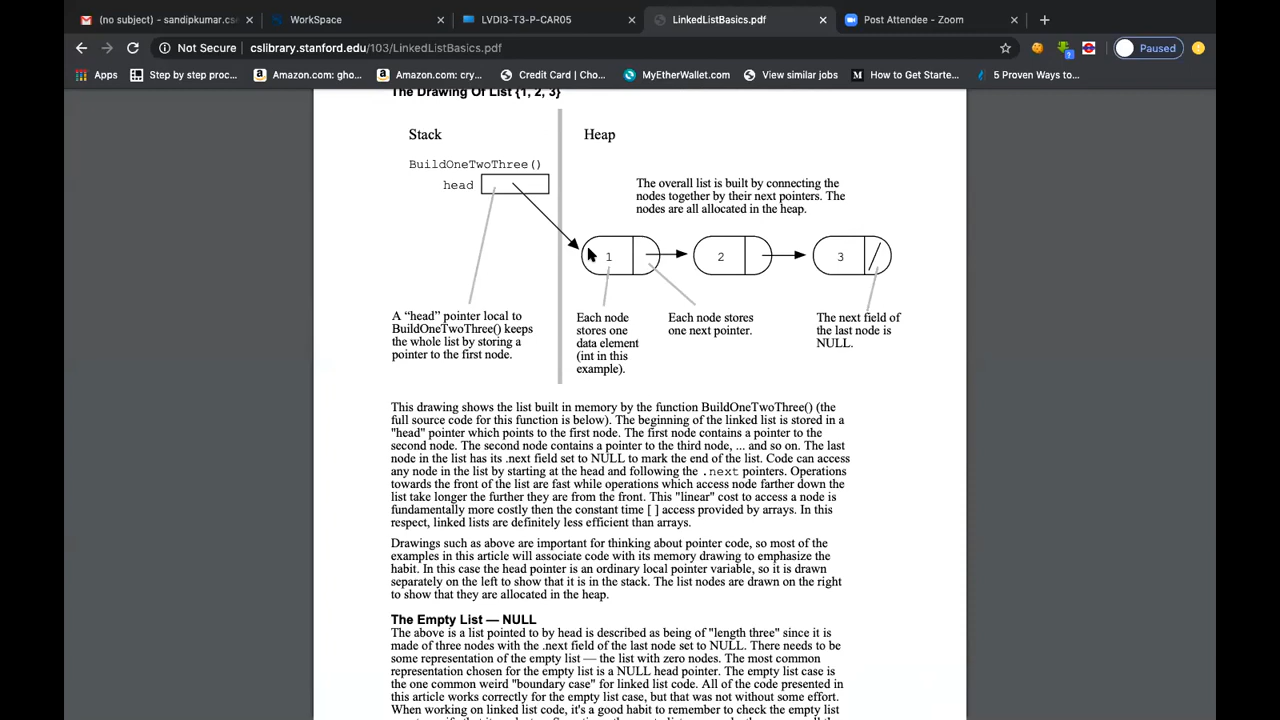 (no subject) - sandipkumar.cs
WorkSpace
LVDI3-T3-P-CAR05
LinkedListBasics.pdf
Post Attendee - Zoom
Not Secure
cslibrary.stanford.edu/103/LinkedListBasics.pdf
Paused
Apps
Step by step proc...
Amazon.com: gho...
Amazon.com: cry...
Credit Card | Cho...
MyEtherWallet.com
View similar jobs
How to Get Starte...
5 Proven Ways to...
The Drawing Of List {1, 2, 3}
Stack
Heap
BuildOneTwoThree()
head
The overall list is built by connecting the
nodes together by their next pointers. The
nodes are all allocated in the heap.
1
2
3
A “head” pointer local to
BuildOneTwoThree() keeps
the whole list by storing a
pointer to the first node.
Each node
stores one
data element
(int in this
example).
Each node stores
one next pointer.
The next field of
the last node is
NULL.
This drawing shows the list built in memory by the function BuildOneTwoThree() (the
full source code for this function is below). The beginning of the linked list is stored in a
"head" pointer which points to the first node. The first node contains a pointer to the
second node. The second node contains a pointer to the third node, ... and so on. The last
node in the list has its .next field set to NULL to mark the end of the list. Code can access
any node in the list by starting at the head and following the .next pointers. Operations
towards the front of the list are fast while operations which access node farther down the
list take longer the further they are from the front. This "linear" cost to access a node is
fundamentally more costly then the constant time [ ] access provided by arrays. In this
respect, linked lists are definitely less efficient than arrays.
Drawings such as above are important for thinking about pointer code, so most of the
examples in this article will associate code with its memory drawing to emphasize the
habit. In this case the head pointer is an ordinary local pointer variable, so it is drawn
separately on the left to show that it is in the stack. The list nodes are drawn on the right
to show that they are allocated in the heap.
The Empty List — NULL
The above is a list pointed to by head is described as being of "length three" since it is
made of three nodes with the .next field of the last node set to NULL. There needs to be
some representation of the empty list — the list with zero nodes. The most common
representation chosen for the empty list is a NULL head pointer. The empty list case is
the one common weird "boundary case" for linked list code. All of the code presented in
this article works correctly for the empty list case, but that was not without some effort.
When working on linked list code, it's a good habit to remember to check the empty list